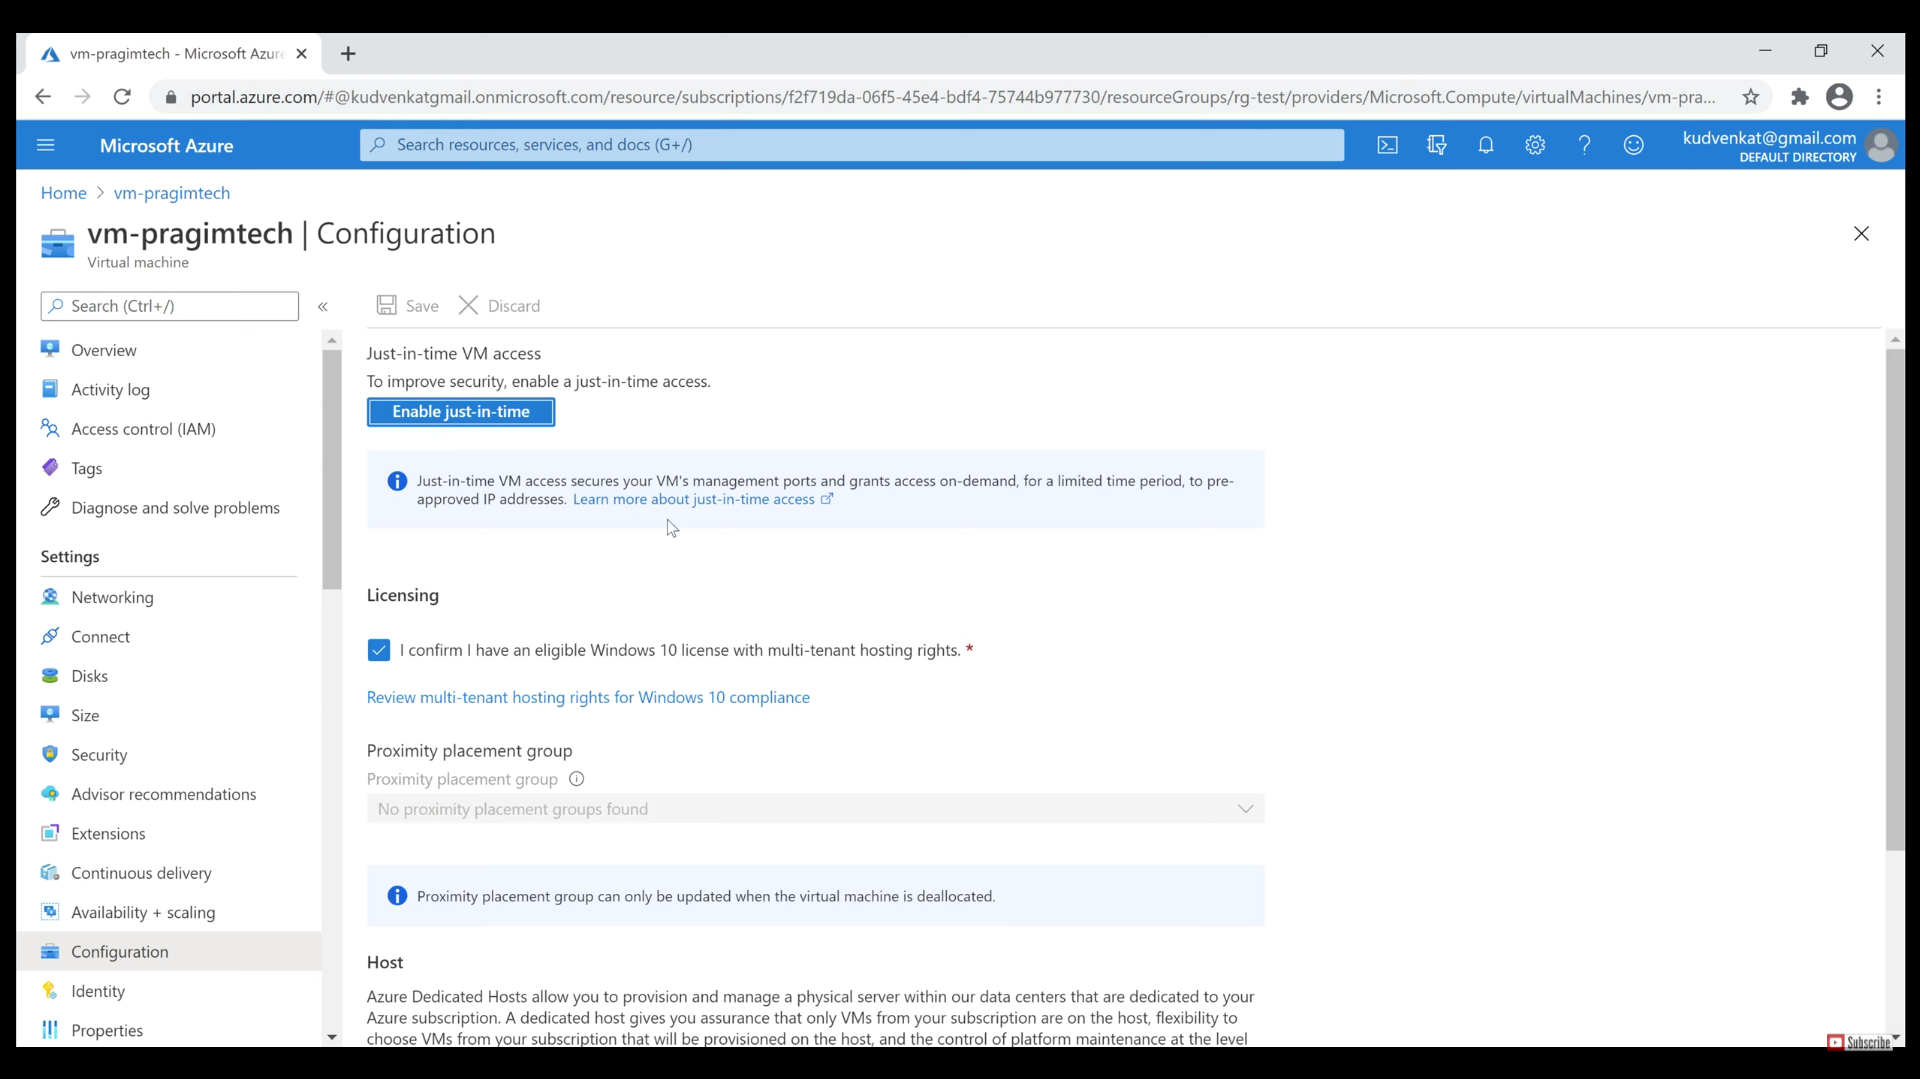 vm-pragimtech - Microsoft Azure
portal.azure.com/#@kudvenkatgmail.onmicrosoft.com/resource/subscriptions/f2f719da-06f5-45e4-bdf4-75744b977730/resourceGroups/rg-test/providers/Microsoft.Compute/virtualMachines/vm-pra...
Microsoft Azure
Search resources, services, and docs (G+/)
kudvenkat@gmail.com
DEFAULT DIRECTORY
Home > vm-pragimtech
vm-pragimtech | Configuration
Virtual machine
Search (Ctrl+/)
«
Overview
Activity log
Access control (IAM)
Tags
Diagnose and solve problems
Settings
Networking
Connect
Disks
Size
Security
Advisor recommendations
Extensions
Continuous delivery
Availability + scaling
Configuration
Identity
Properties
Save
Discard
Just-in-time VM access
To improve security, enable a just-in-time access.
Enable just-in-time
Just-in-time VM access secures your VM's management ports and grants access on-demand, for a limited time period, to pre-
approved IP addresses. Learn more about just-in-time access
Licensing
I confirm I have an eligible Windows 10 license with multi-tenant hosting rights. *
Review multi-tenant hosting rights for Windows 10 compliance
Proximity placement group
Proximity placement group
No proximity placement groups found
Proximity placement group can only be updated when the virtual machine is deallocated.
Host
Azure Dedicated Hosts allow you to provision and manage a physical server within our data centers that are dedicated to your
Azure subscription. A dedicated host gives you assurance that only VMs from your subscription are on the host, flexibility to
choose VMs from your subscription that will be provisioned on the host, and the control of platform maintenance at the level
Subscribe